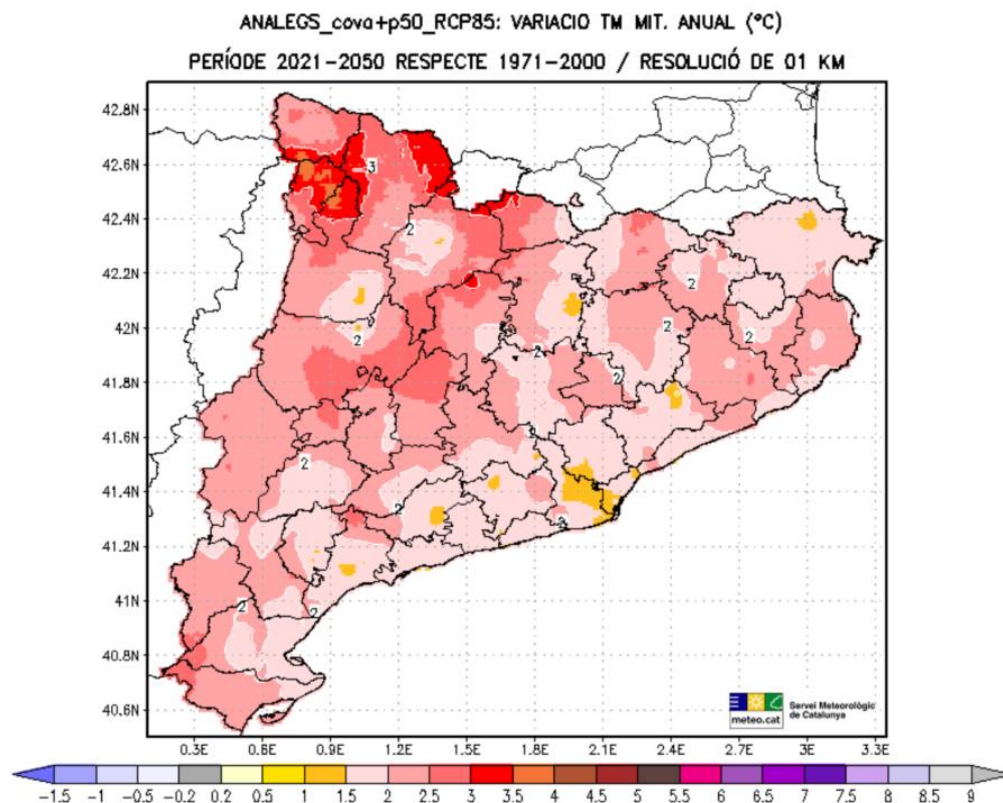 ANALEGS_cova+p50_RCP85: VARIACIO TM MIT. ANUAL (°C)
PERÍODE 2021-2050 RESPECTE 1971-2000 / RESOLUCIÓ DE 01 KM
42.8N
42.6N
3
42.4N
2
42.2N
2
42N
2
2
2
2
41.8N
2
41.6N
2
2
41.4N
2
2
41.2N
41N
2
2
40.8N
40.6N
meteo.cat
Servei Meteorològic
de Catalunya
0.3E 0.6E 0.9E 1.2E 1.5E 1.8E 2.1E 2.4E 2.7E 3E 3.3E
-1.5 -1 -0.5 -0.2 0.2 0.5 1 1.5 2 2.5 3 3.5 4 4.5 5 5.5 6 6.5 7 7.5 8 8.5 9